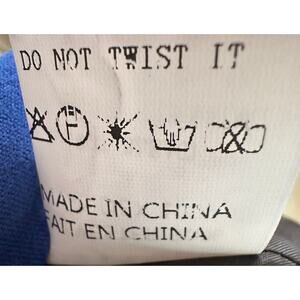 DO NOT TWIST IT
F
MADE IN CHINA
FAIT EN CHINA